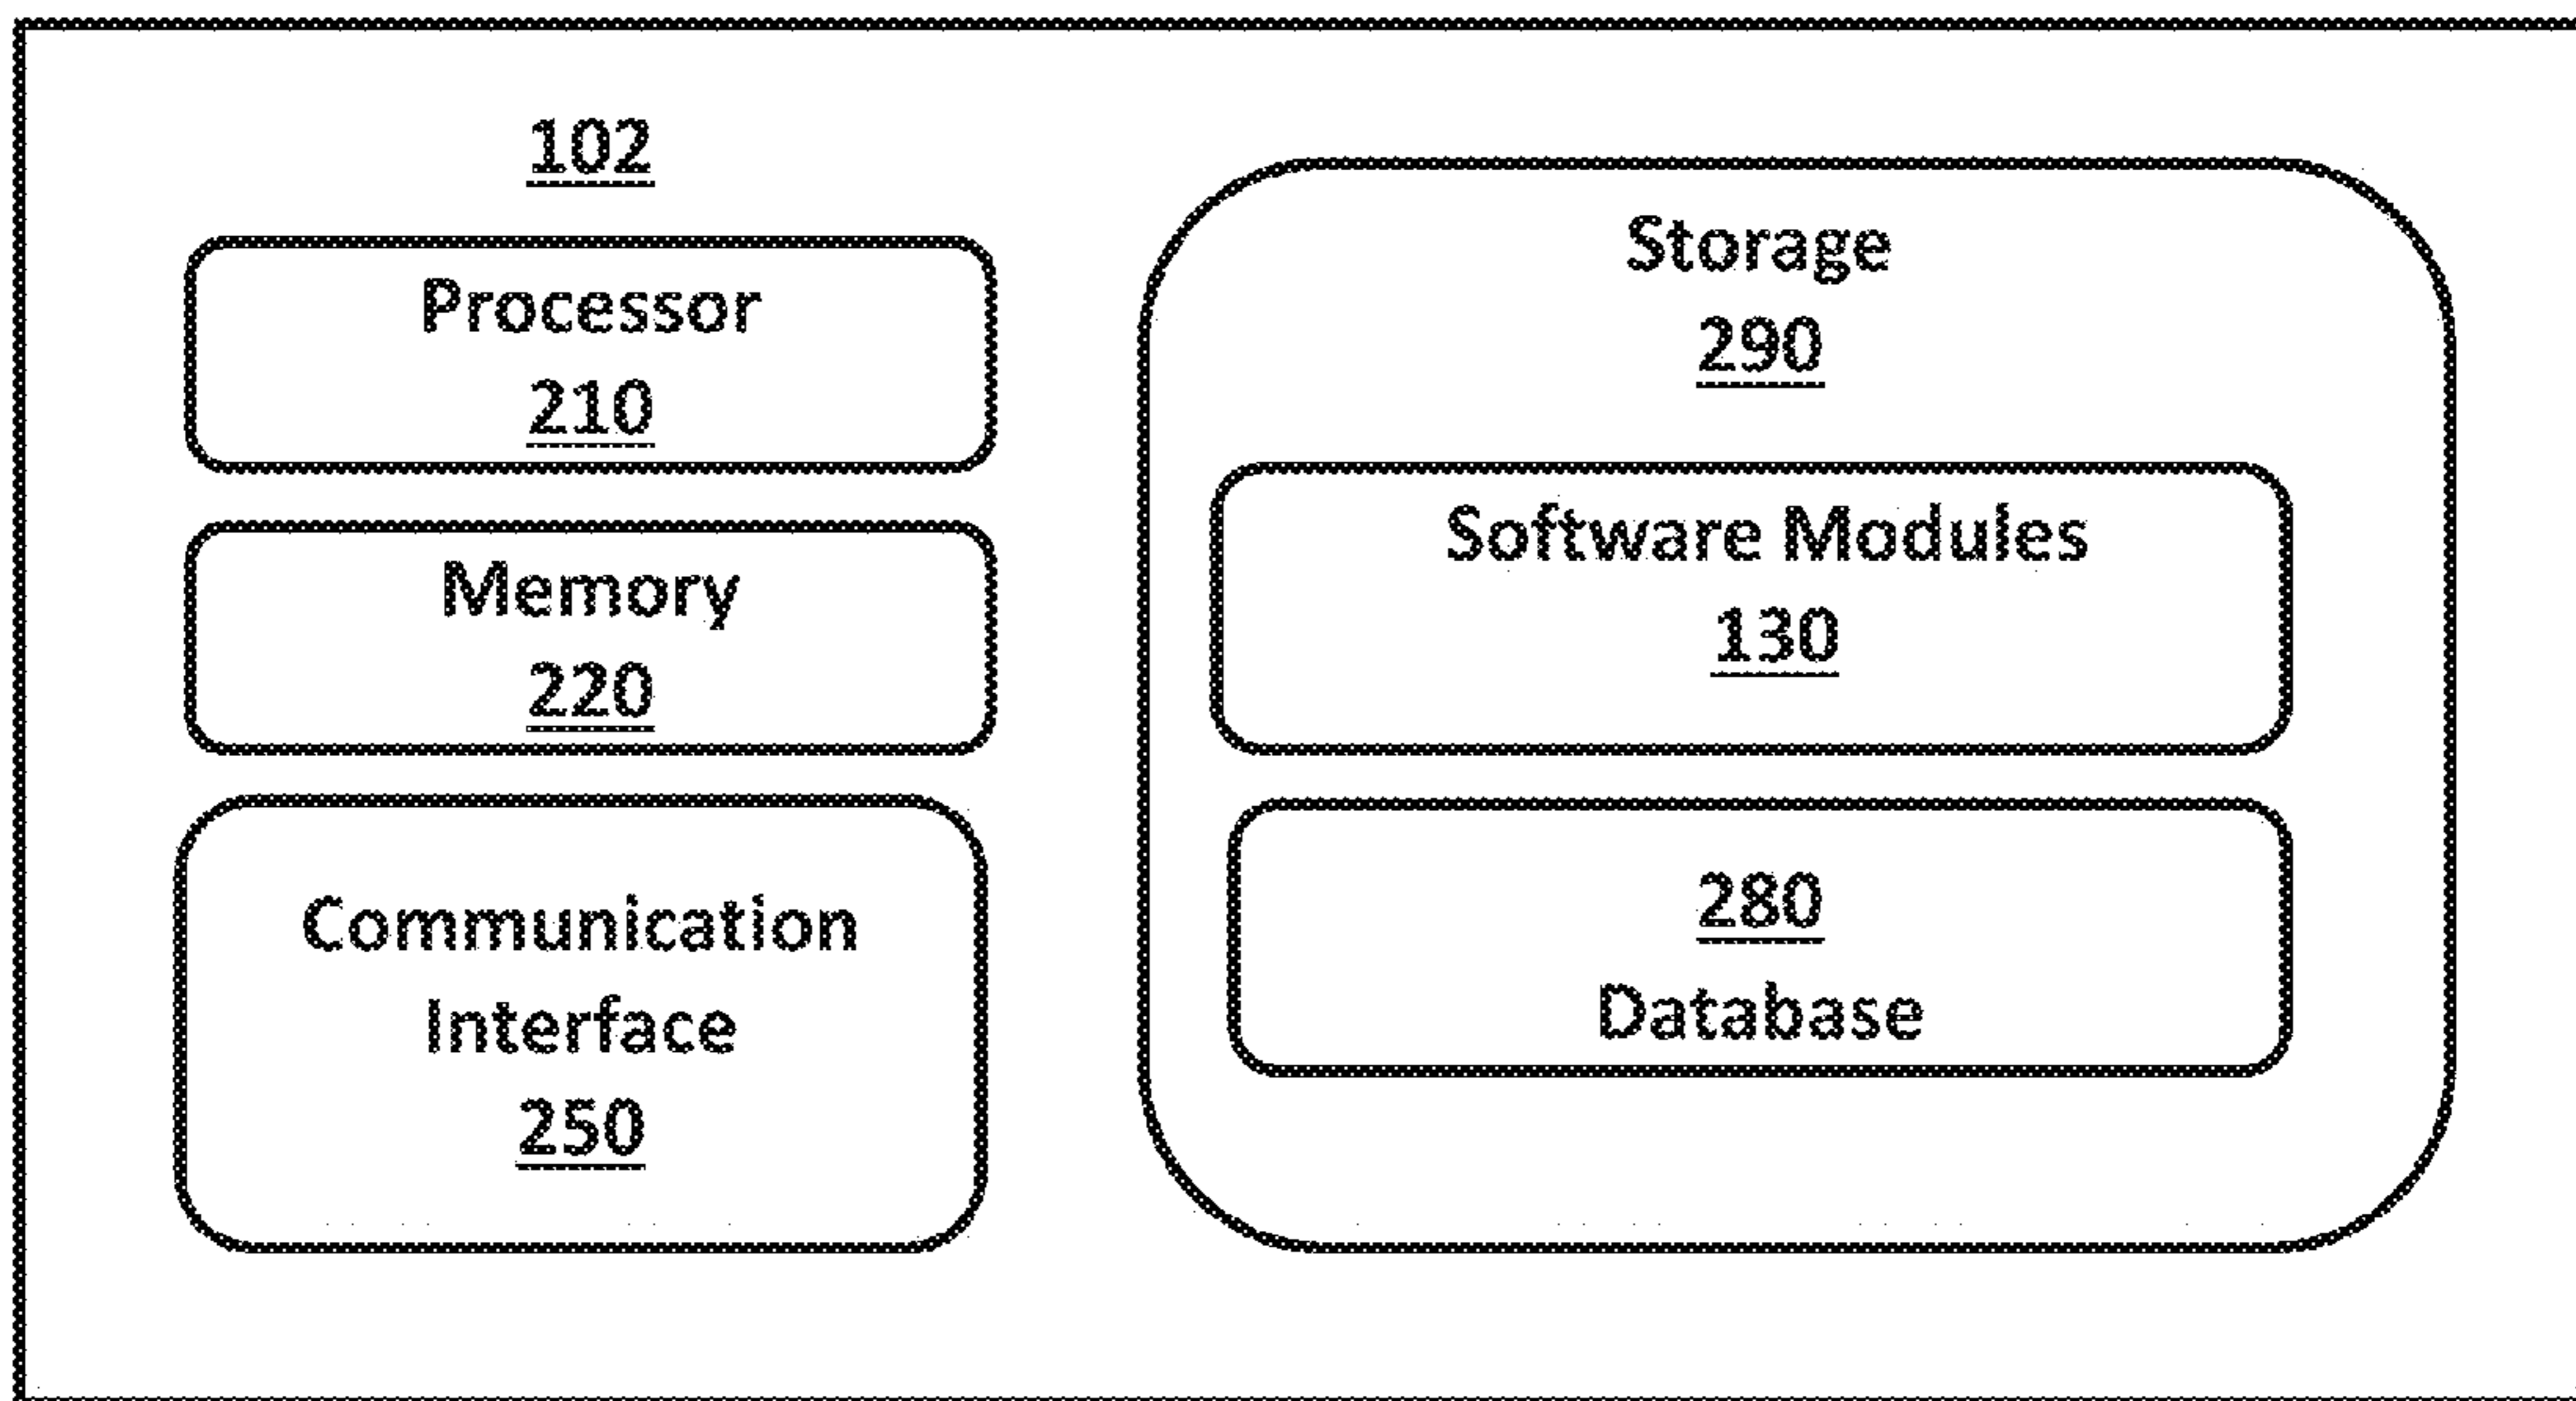 102
Processor
210
Memory
220
Communication
Interface
250
Storage
290
Software Modules
130
280
Database